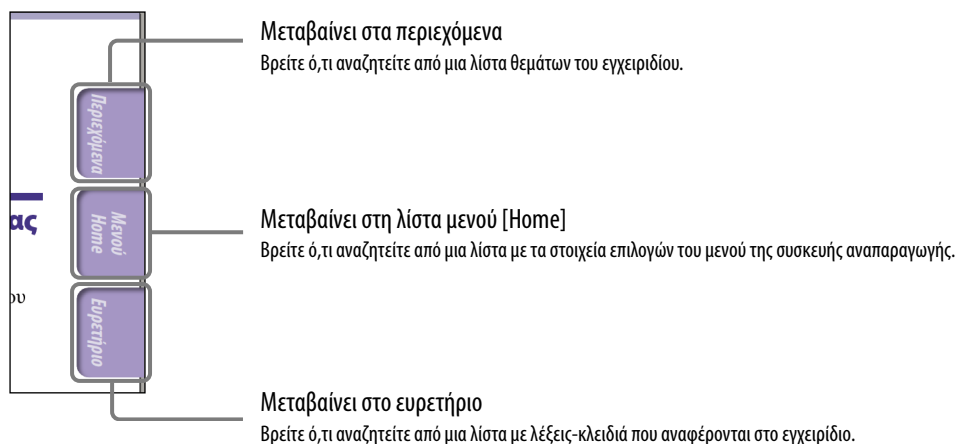 Μεταβαίνει στα περιεχόμενα
Βρείτε ό,τι αναζητείτε από μια λίστα θεμάτων του εγχειριδίου.
Περιεχόμενα
ας
Μενού
Home
Μεταβαίνει στη λίστα μενού [Home]
Βρείτε ό,τι αναζητείτε από μια λίστα με τα στοιχεία επιλογών του μενού της συσκευής αναπαραγωγής.
ου
Ευρετήριο
Μεταβαίνει στο ευρετήριο
Βρείτε ό,τι αναζητείτε από μια λίστα με λέξεις-κλειδιά που αναφέρονται στο εγχειρίδιο.